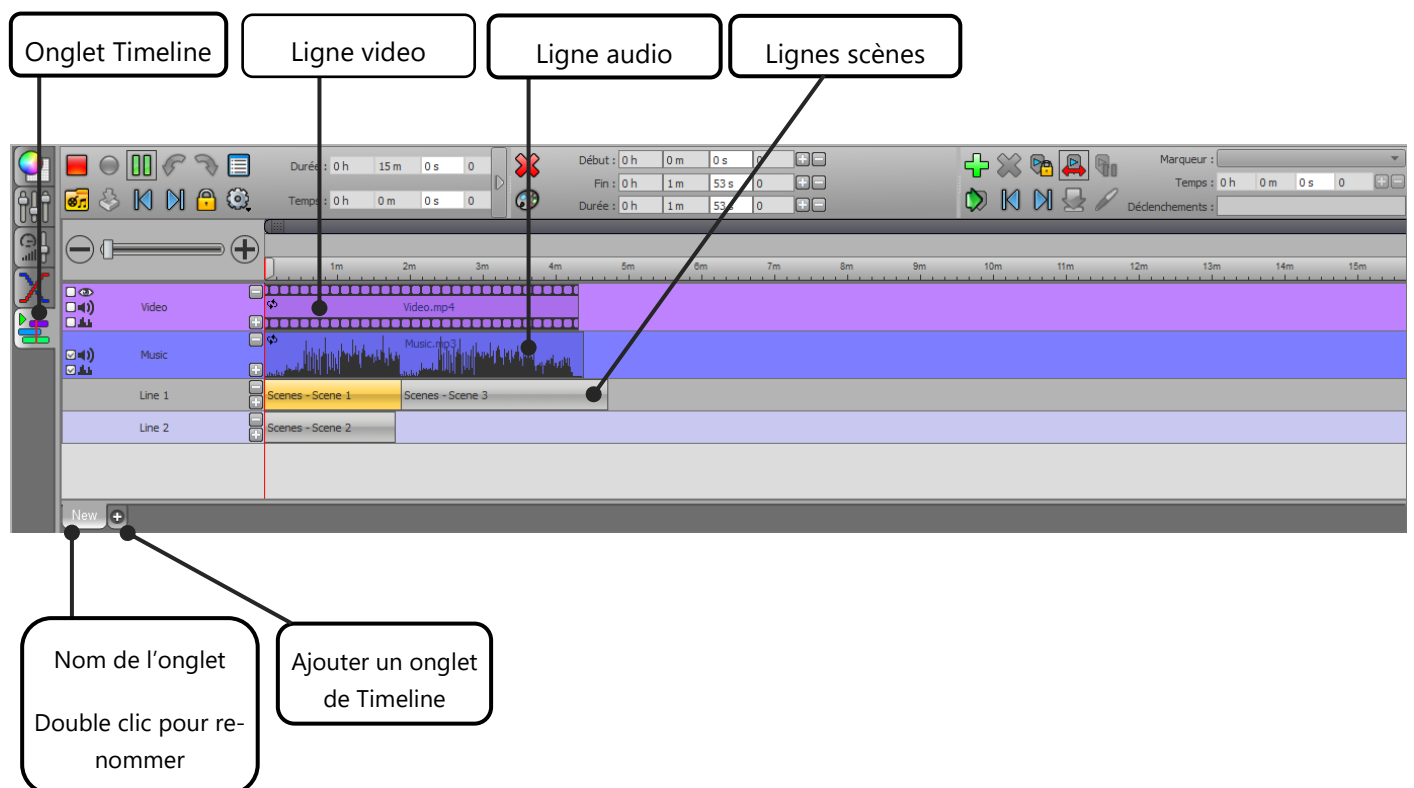 Onglet Timeline
Ligne video
Ligne audio
Lignes scènes
Durée : 0 h 15 m 0 s 0
Temps : 0 h 0 m 0 s 0
Début : 0 h 0 m 0 s 0
Fin : 0 h 1 m 53 s 0
Durée : 0 h 1 m 53 s 0
Marqueur :
Temps : 0 h 0 m 0 s 0
Déclenchements :
1m 2m 3m 4m 5m 6m 7m 8m 9m 10m 11m 12m 13m 14m 15m
Video Video.mp4
Music Music.mp3
Line 1 Scenes - Scene 1 Scenes - Scene 3
Line 2 Scenes - Scene 2
New
Nom de l’onglet
Double clic pour re-
nommer
Ajouter un onglet
de Timeline